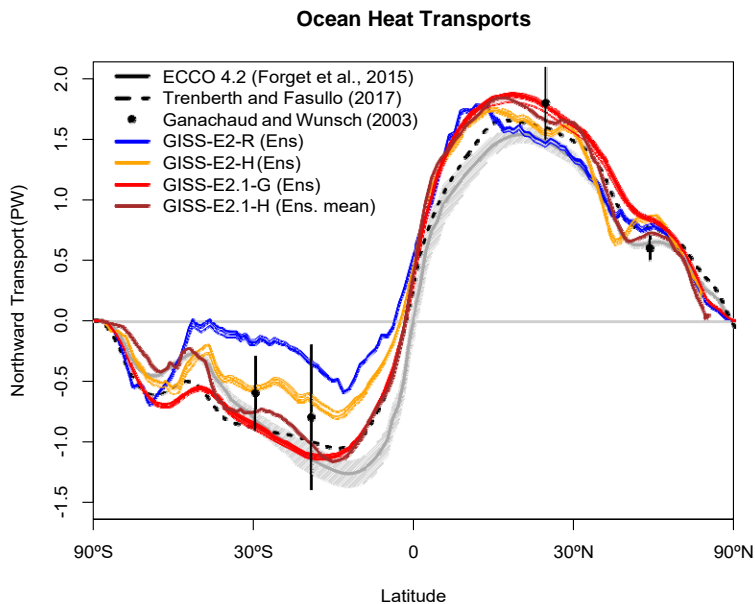 Ocean Heat Transports
ECCO 4.2 (Forget et al., 2015)
Trenberth and Fasullo (2017)
Ganachaud and Wunsch (2003)
GISS-E2-R (Ens)
GISS-E2-H(Ens)
GISS-E2.1-G (Ens)
GISS-E2.1-H (Ens. mean)
Northward Transport(PW)
2.0
1.5
1.0
0.5
0.0
-0.5
-1.0
-1.5
90ºS
30ºS
0
30ºN
90ºN
Latitude